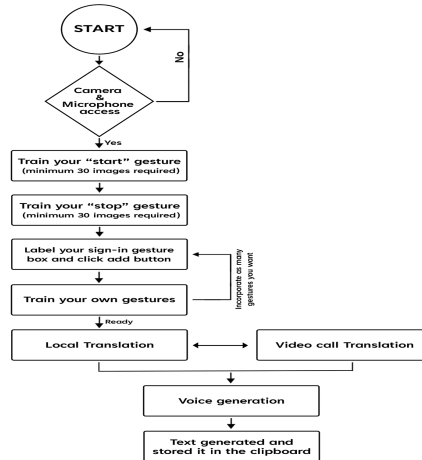 START
No
Camera
&
Microphone
access
Yes
Train your “start” gesture
(minimum 30 images required)
Train your “stop” gesture
(minimum 30 images required)
Label your sign-in gesture
box and click add button
Incorporate as many
gestures you want
Train your own gestures
Ready
Local Translation
Video call Translation
Voice generation
Text generated and
stored it in the clipboard